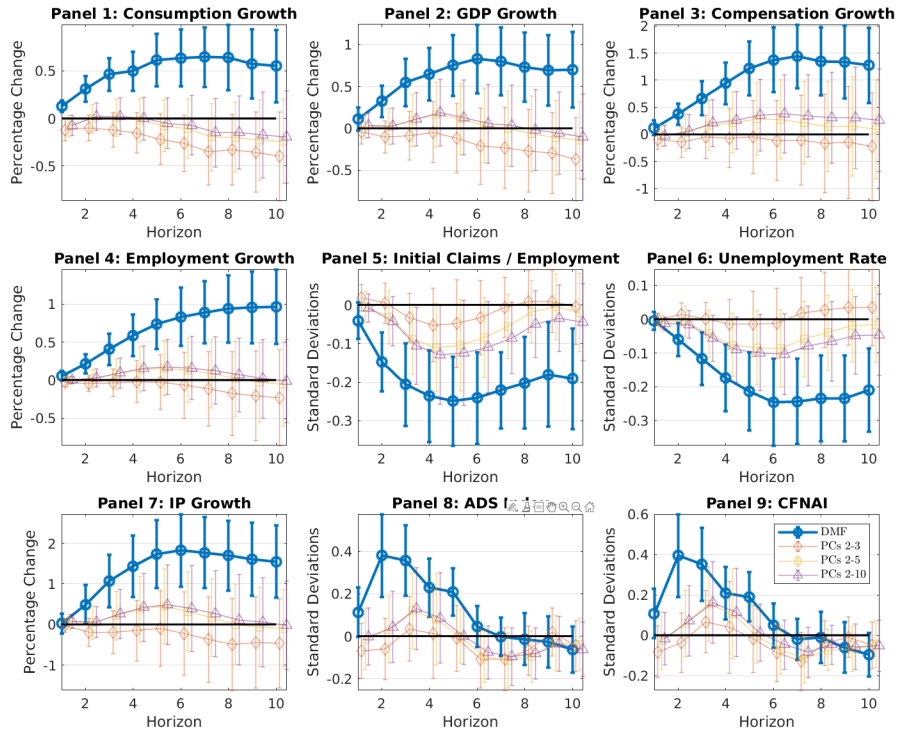 Panel 1: Consumption Growth
Percentage Change
0.5
0
-0.5
2 4 6 8 10
Horizon
Panel 2: GDP Growth
Percentage Change
1
0.5
0
-0.5
2 4 6 8 10
Horizon
Panel 3: Compensation Growth
Percentage Change
2
1.5
1
0.5
0
0.5
-1
2 4 6 8 10
Horizon
Panel 4: Employment Growth
Percentage Change
1
0.5
0
-0.5
2 4 6 8 10
Horizon
Panel 5: Initial Claims / Employment
Standard Deviations
0
-0.1
-0.2
-0.3
2 4 6 8 10
Horizon
Panel 6: Unemployment Rate
Standard Deviations
0.1
0
-0.1
-0.2
-0.3
2 4 6 8 10
Horizon
Panel 7: IP Growth
Percentage Change
2
1
0
-1
2 4 6 8 10
Horizon
Panel 8: ADS
Standard Deviations
0.4
0.2
0
-0.2
2 4 6 8 10
Horizon
Panel 9: CFNAI
Standard Deviations
0.6
0.4
0.2
0
-0.2
2 4 6 8 10
Horizon
DMF
PCs 2-3
PCs 2-5
PCs 2-10